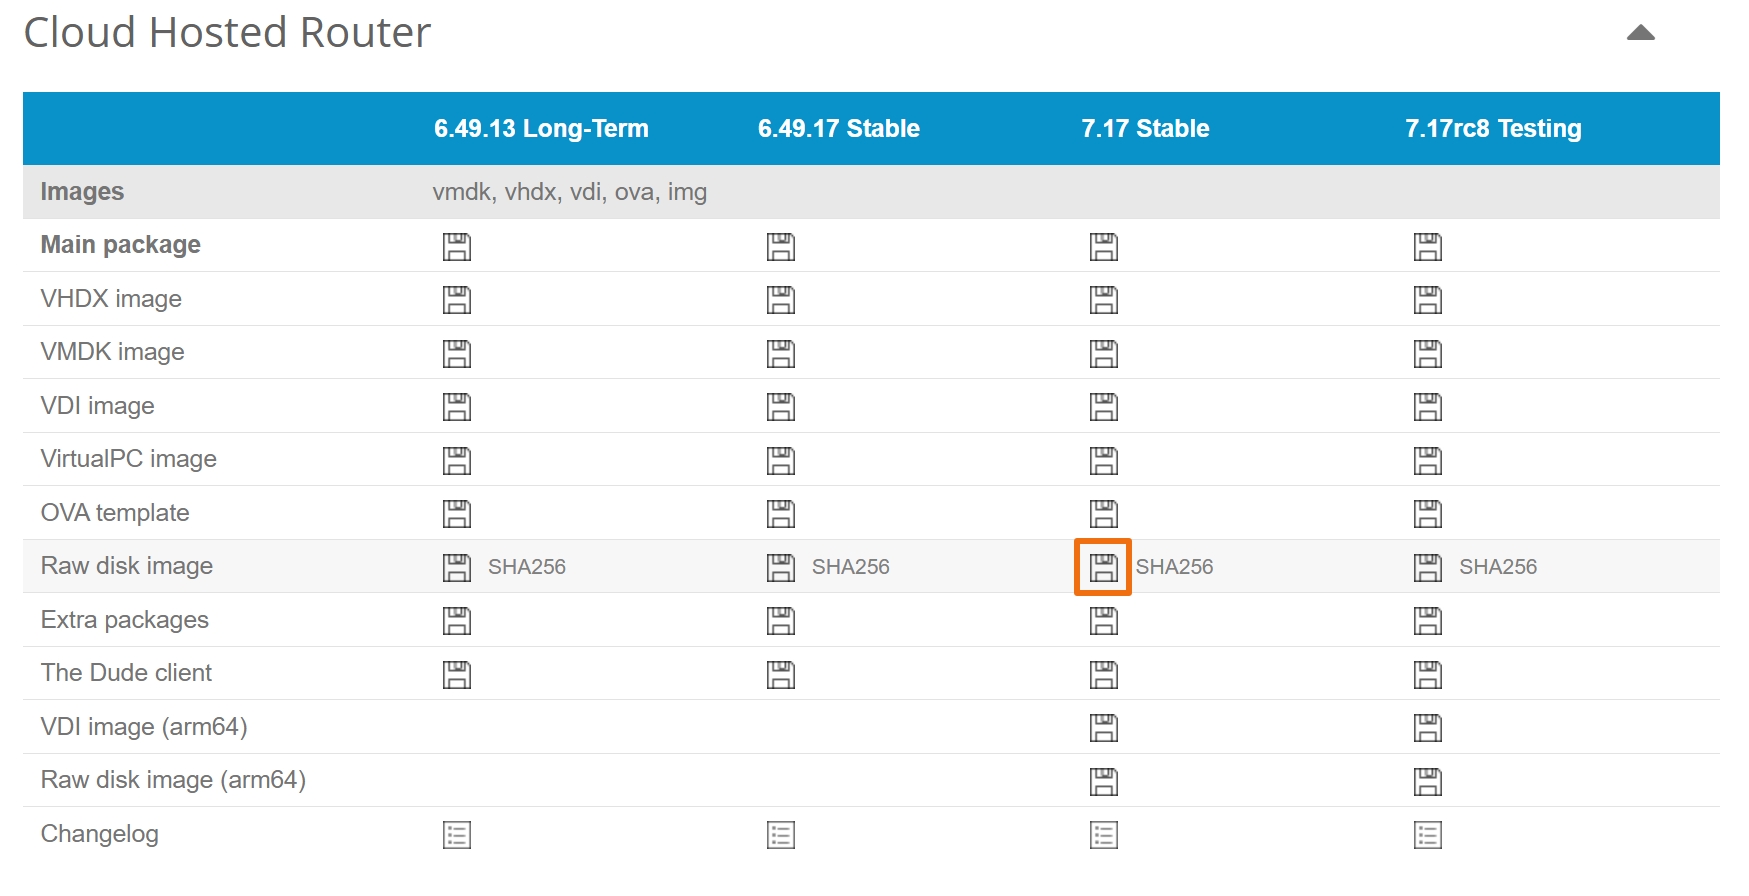 Cloud Hosted Router
6.49.13 Long-Term 6.49.17 Stable 7.17 Stable 7.17rc8 Testing
Images vmdk, vhdx, vdi, ova, img
Main package
VHDX image
VMDK image
VDI image
VirtualPC image
OVA template
Raw disk image SHA256 SHA256 SHA256 SHA256
Extra packages
The Dude client
VDI image (arm64)
Raw disk image (arm64)
Changelog